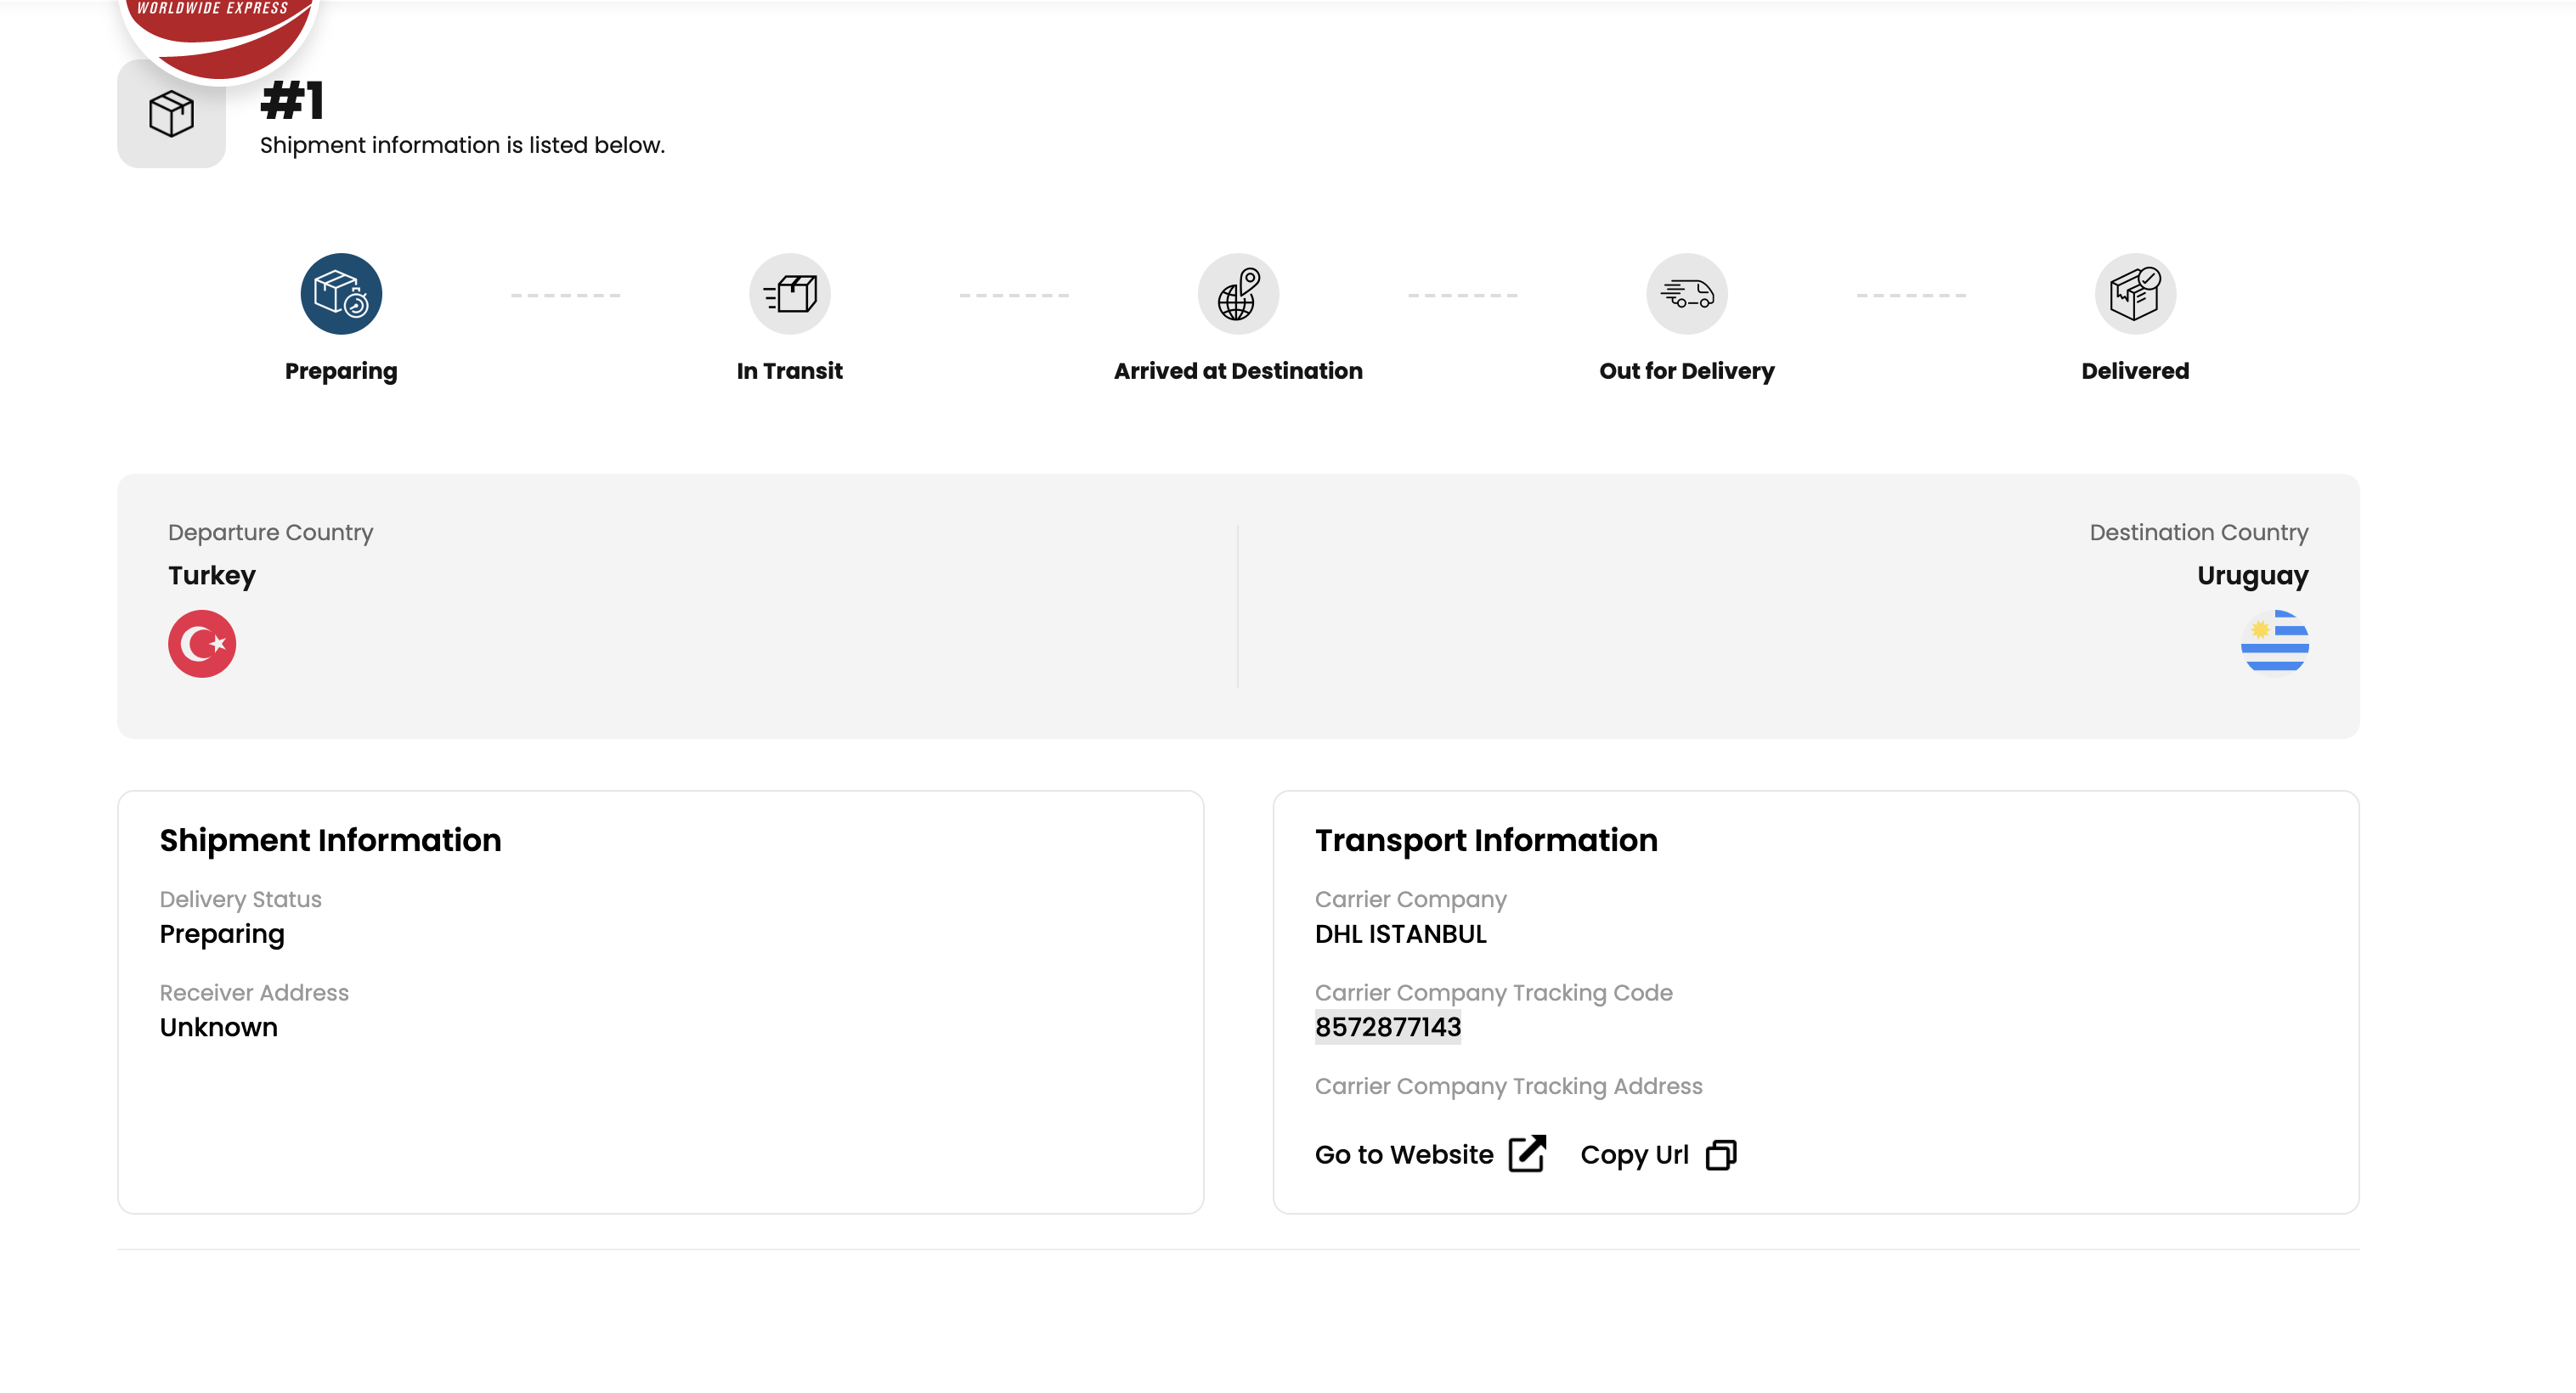 WORLDWIDE EXPRESS
#1
Shipment information is listed below.
Preparing
In Transit
Arrived at Destination
Out for Delivery
Delivered
Departure Country
Turkey
Destination Country
Uruguay
Shipment Information
Delivery Status
Preparing
Receiver Address
Unknown
Transport Information
Carrier Company
DHL ISTANBUL
Carrier Company Tracking Code
8572877143
Carrier Company Tracking Address
Go to Website
Copy Url